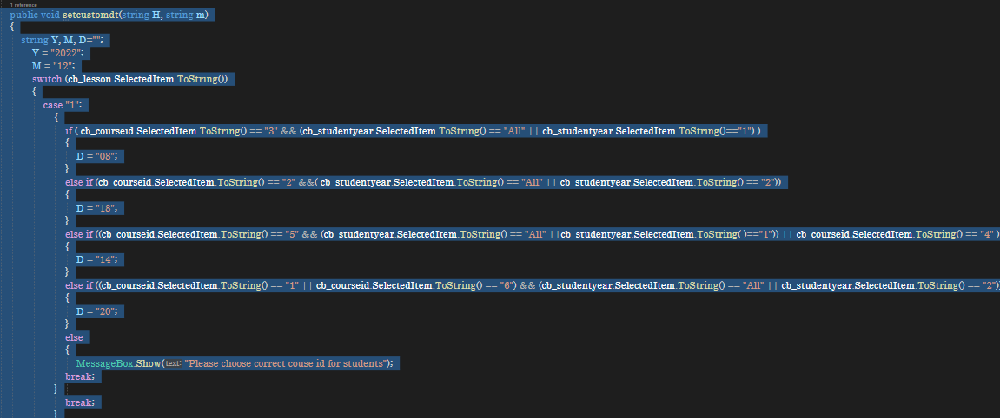 1 reference
public void setcustomdt(string H, string m)
{
string Y, M, D="";
Y = "2022";
M = "12";
switch (cb_lesson.SelectedItem.ToString())
{
case "1":
{
if ( cb_courseid.SelectedItem.ToString() == "3" && (cb_studentyear.SelectedItem.ToString() == "All" || cb_studentyear.SelectedItem.ToString()=="1") )
{
D = "08";
}
else if (cb_courseid.SelectedItem.ToString() == "2" &&( cb_studentyear.SelectedItem.ToString() == "All" || cb_studentyear.SelectedItem.ToString() == "2"))
{
D = "18";
}
else if ((cb_courseid.SelectedItem.ToString() == "5" && (cb_studentyear.SelectedItem.ToString() == "All" ||cb_studentyear.SelectedItem.ToString( )=="1")) || cb_courseid.SelectedItem.ToString() == "4" )
{
D = "14";
}
else if ((cb_courseid.SelectedItem.ToString() == "1" || cb_courseid.SelectedItem.ToString() == "6") && (cb_studentyear.SelectedItem.ToString() == "All" || cb_studentyear.SelectedItem.ToString() == "2"))
{
D = "20";
}
else
{
MessageBox.Show(text: "Please choose correct couse id for students");
break;
}
break;
}